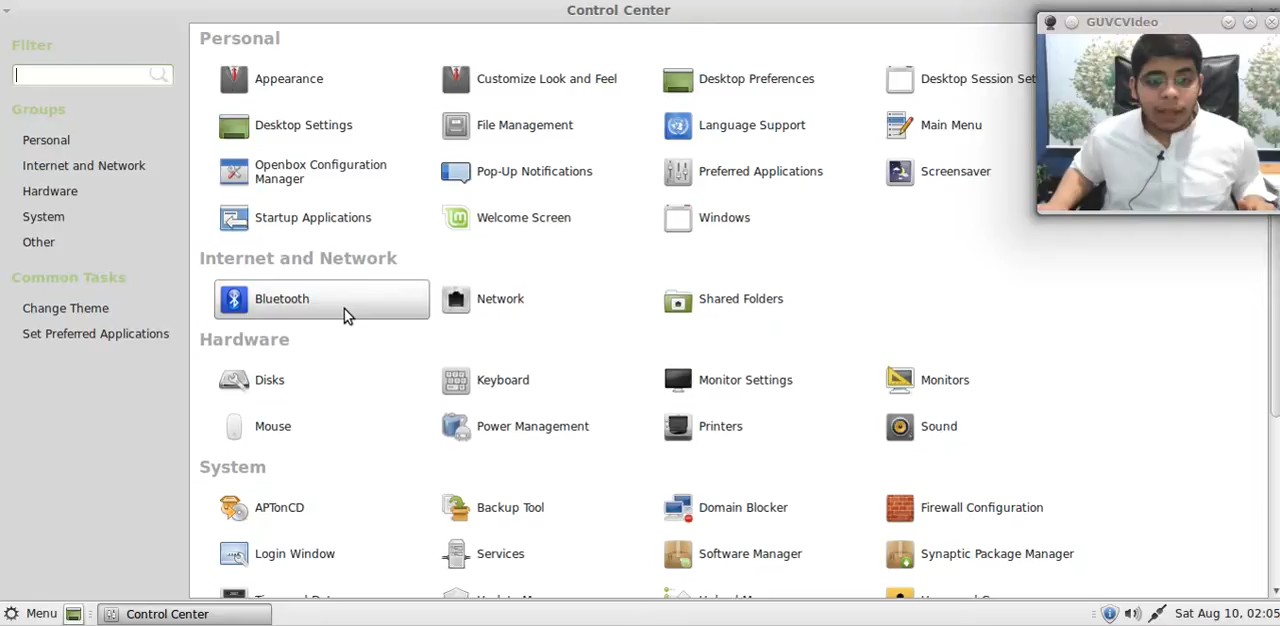 Control Center
GUVCVIdeo
Filter
Groups
Personal
Internet and Network
Hardware
System
Other
Common Tasks
Change Theme
Set Preferred Applications
Personal
Appearance
Customize Look and Feel
Desktop Preferences
Desktop Session Set
Desktop Settings
File Management
Language Support
Main Menu
Openbox Configuration
Manager
Pop-Up Notifications
Preferred Applications
Screensaver
Startup Applications
Welcome Screen
Windows
Internet and Network
Bluetooth
Network
Shared Folders
Hardware
Disks
Keyboard
Monitor Settings
Monitors
Mouse
Power Management
Printers
Sound
System
APTonCD
Backup Tool
Domain Blocker
Firewall Configuration
Login Window
Services
Software Manager
Synaptic Package Manager
Menu
Control Center
Sat Aug 10, 02:05